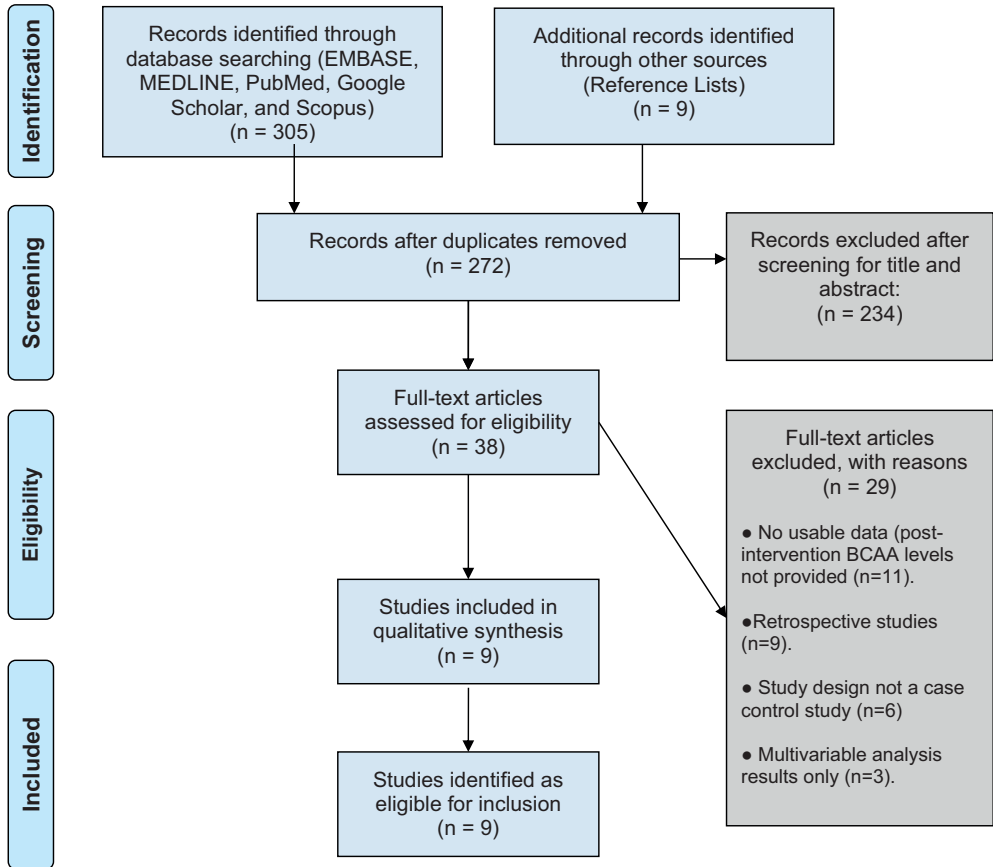 Identification
Records identified through
database searching (EMBASE,
MEDLINE, PubMed, Google
Scholar, and Scopus)
(n = 305)
Additional records identified
through other sources
(Reference Lists)
(n = 9)
Screening
Records after duplicates removed
(n = 272)
Records excluded after
screening for title and
abstract:
(n = 234)
Eligibility
Full-text articles
assessed for eligibility
(n = 38)
Full-text articles
excluded, with reasons
(n = 29)
● No usable data (post-
intervention BCAA levels
not provided (n=11).
●Retrospective studies
(n=9).
● Study design not a case
control study (n=6)
● Multivariable analysis
results only (n=3).
Studies included in
qualitative synthesis
(n = 9)
Included
Studies identified as
eligible for inclusion
(n = 9)